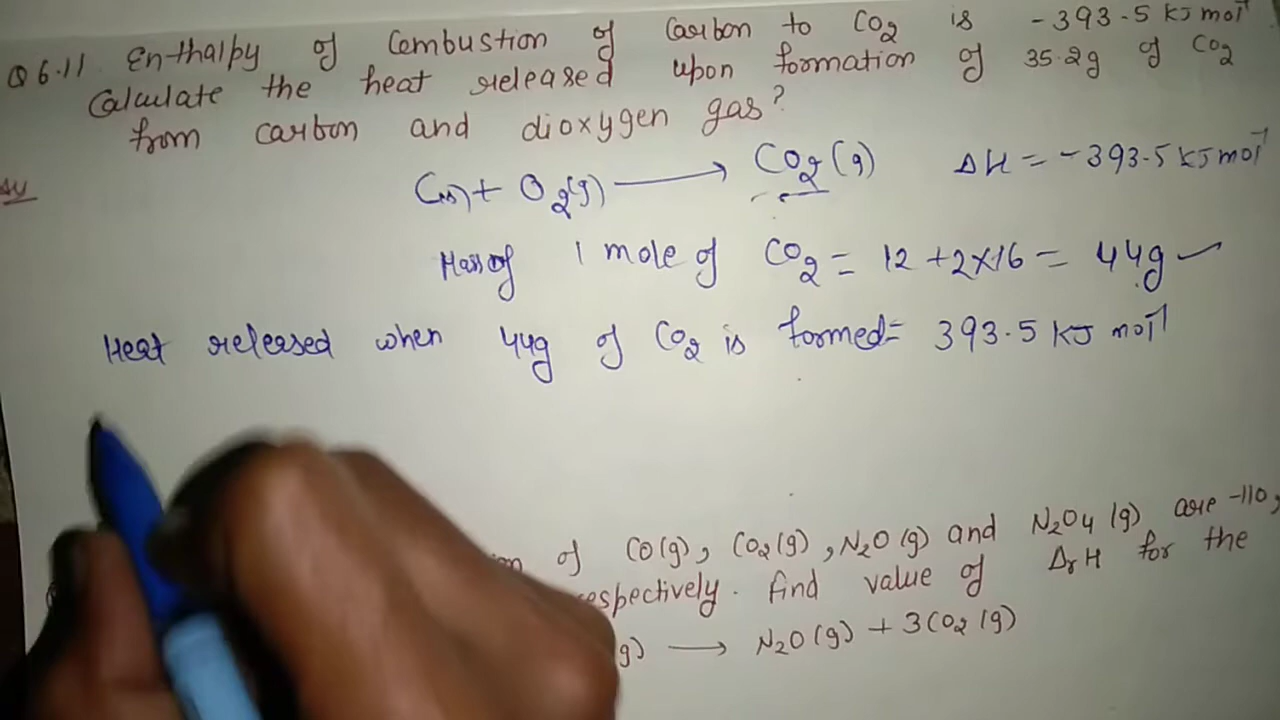 Q 6.11 Enthalpy of Combustion of Carbon to CO2 is -393.5 KJ mol⁻¹
Calculate the heat released upon formation of 35.2g of CO2
from carbon and dioxygen gas?
C(s) + O2(g) ⟶ CO2(g) ΔH = -393.5 KJ mol⁻¹
Mass of 1 mole of CO2 = 12 + 2×16 = 44g
Heat released when 44g of CO2 is formed = 393.5 KJ mol⁻¹
of CO(g), CO2(g), N2O(g) and N2O4(g) are -110,
respectively. find value of ΔrH for the
⟶ N2O(g) + 3CO2(g)